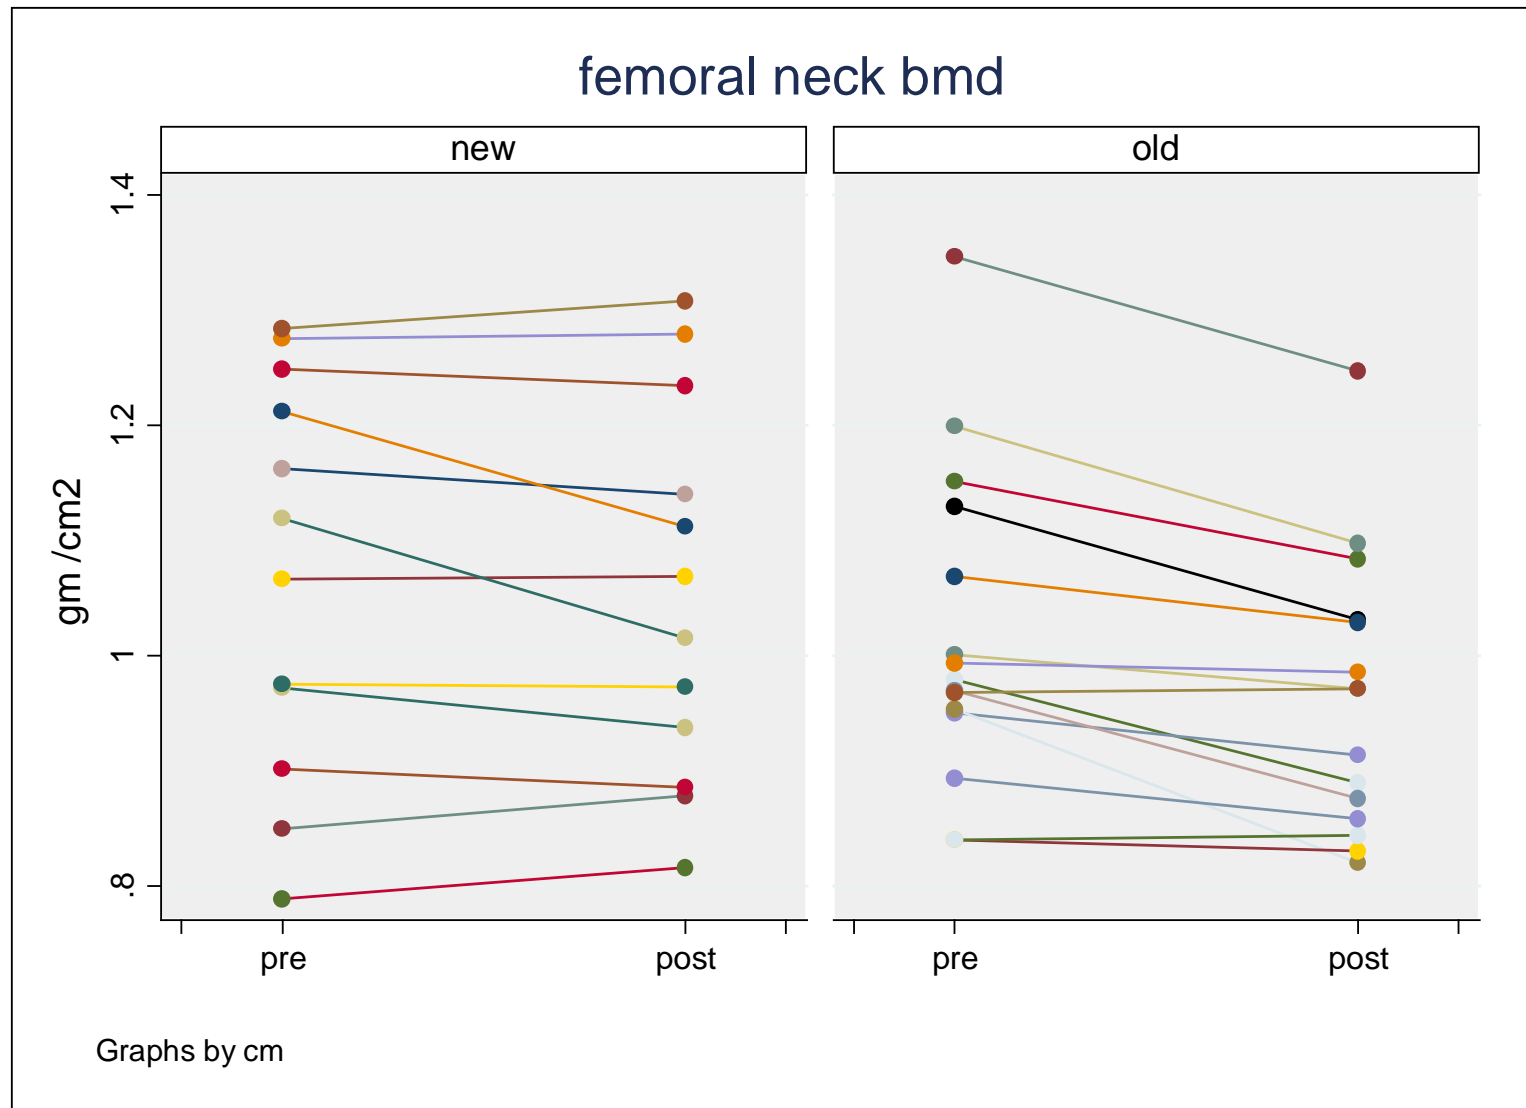 femoral neck bmd
new
old
gm /cm2
1.4
1.2
1
.8
pre
post
pre
post
Graphs by cm